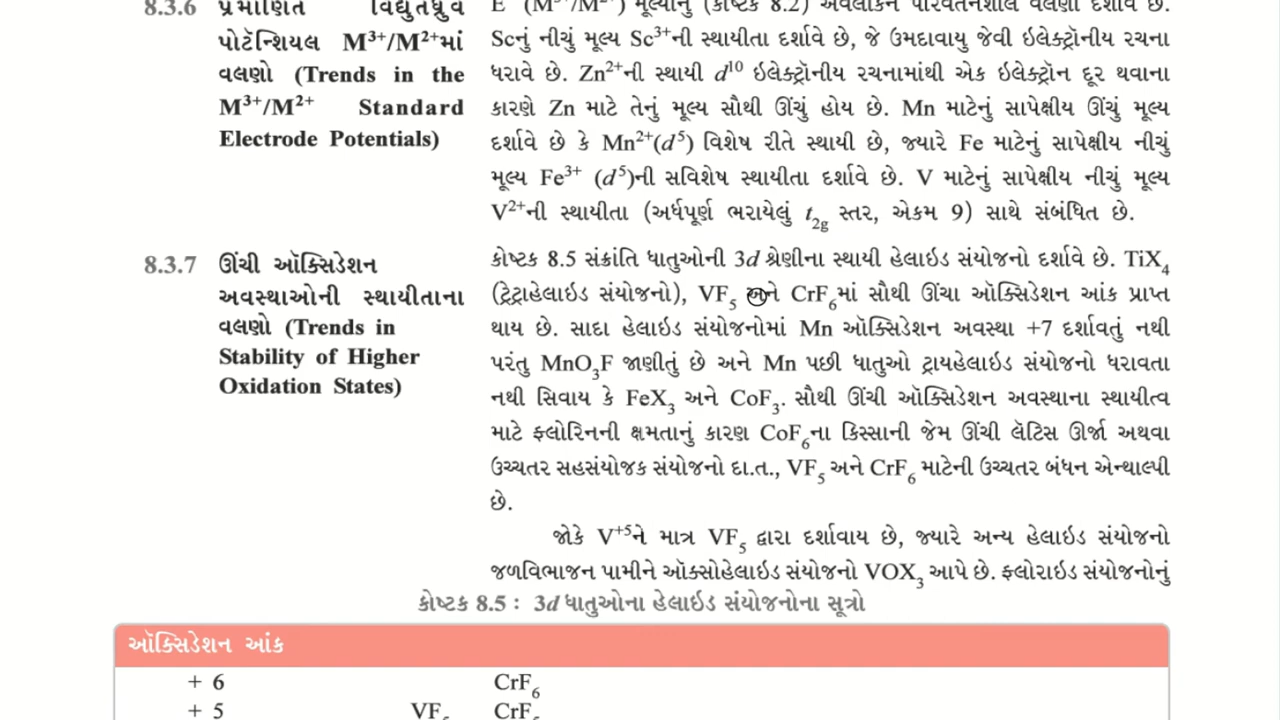 8.3.6 પ્રમાણિત વિદ્યુતધ્રુવ
પોટૅન્શિયલ M³⁺/M²⁺માં
વલણો (Trends in the
M³⁺/M²⁺ Standard
Electrode Potentials)
(M³⁺/M²⁺) મૂલ્યોનું (કોષ્ટક 8.2) અવલોકન પરિવર્તનશીલ વલણો દર્શાવે છે.
Scનું નીચું મૂલ્ય Sc³⁺ની સ્થાયીતા દર્શાવે છે, જે ઉમદાવાયુ જેવી ઇલેક્ટ્રૉનીય રચના
ધરાવે છે. Zn²⁺ની સ્થાયી d¹⁰ ઇલેક્ટ્રૉનીય રચનામાંથી એક ઇલેક્ટ્રૉન દૂર થવાના
કારણે Zn માટે તેનું મૂલ્ય સૌથી ઊંચું હોય છે. Mn માટેનું સાપેક્ષીય ઊંચું મૂલ્ય
દર્શાવે છે કે Mn²⁺(d⁵) વિશેષ રીતે સ્થાયી છે, જ્યારે Fe માટેનું સાપેક્ષીય નીચું
મૂલ્ય Fe³⁺ (d⁵)ની સવિશેષ સ્થાયીતા દર્શાવે છે. V માટેનું સાપેક્ષીય નીચું મૂલ્ય
V²⁺ની સ્થાયીતા (અર્ધપૂર્ણ ભરાયેલું t₂g સ્તર, એકમ 9) સાથે સંબંધિત છે.
8.3.7 ઊંચી ઑક્સિડેશન
અવસ્થાઓની સ્થાયીતાના
વલણો (Trends in
Stability of Higher
Oxidation States)
કોષ્ટક 8.5 સંક્રાંતિ ધાતુઓની 3d શ્રેણીના સ્થાયી હેલાઇડ સંયોજનો દર્શાવે છે. TiX₄
(ટ્રેટ્રાહેલાઇડ સંયોજનો), VF₅ અને CrF₆માં સૌથી ઊંચા ઑક્સિડેશન આંક પ્રાપ્ત
થાય છે. સાદા હેલાઇડ સંયોજનોમાં Mn ઑક્સિડેશન અવસ્થા +7 દર્શાવતું નથી
પરંતુ MnO₃F જાણીતું છે અને Mn પછી ધાતુઓ ટ્રાયહેલાઇડ સંયોજનો ધરાવતા
નથી સિવાય કે FeX₃ અને CoF₃. સૌથી ઊંચી ઑક્સિડેશન અવસ્થાના સ્થાયીત્વ
માટે ફ્લોરિનની ક્ષમતાનું કારણ CoF₆ના કિસ્સાની જેમ ઊંચી લૅટિસ ઊર્જા અથવા
ઉચ્ચતર સહસંયોજક સંયોજનો દા.ત., VF₅ અને CrF₆ માટેની ઉચ્ચતર બંધન એન્થાલ્પી
છે.
જોકે V⁺⁵ને માત્ર VF₅ દ્વારા દર્શાવાય છે, જ્યારે અન્ય હેલાઇડ સંયોજનો
જળવિભાજન પામીને ઑક્સોહેલાઇડ સંયોજનો VOX₃ આપે છે. ફ્લોરાઇડ સંયોજનોનું
કોષ્ટક 8.5 : 3d ધાતુઓના હેલાઇડ સંયોજનોના સૂત્રો
ઑક્સિડેશન આંક
+ 6 CrF₆
+ 5 VF₅ CrF₅